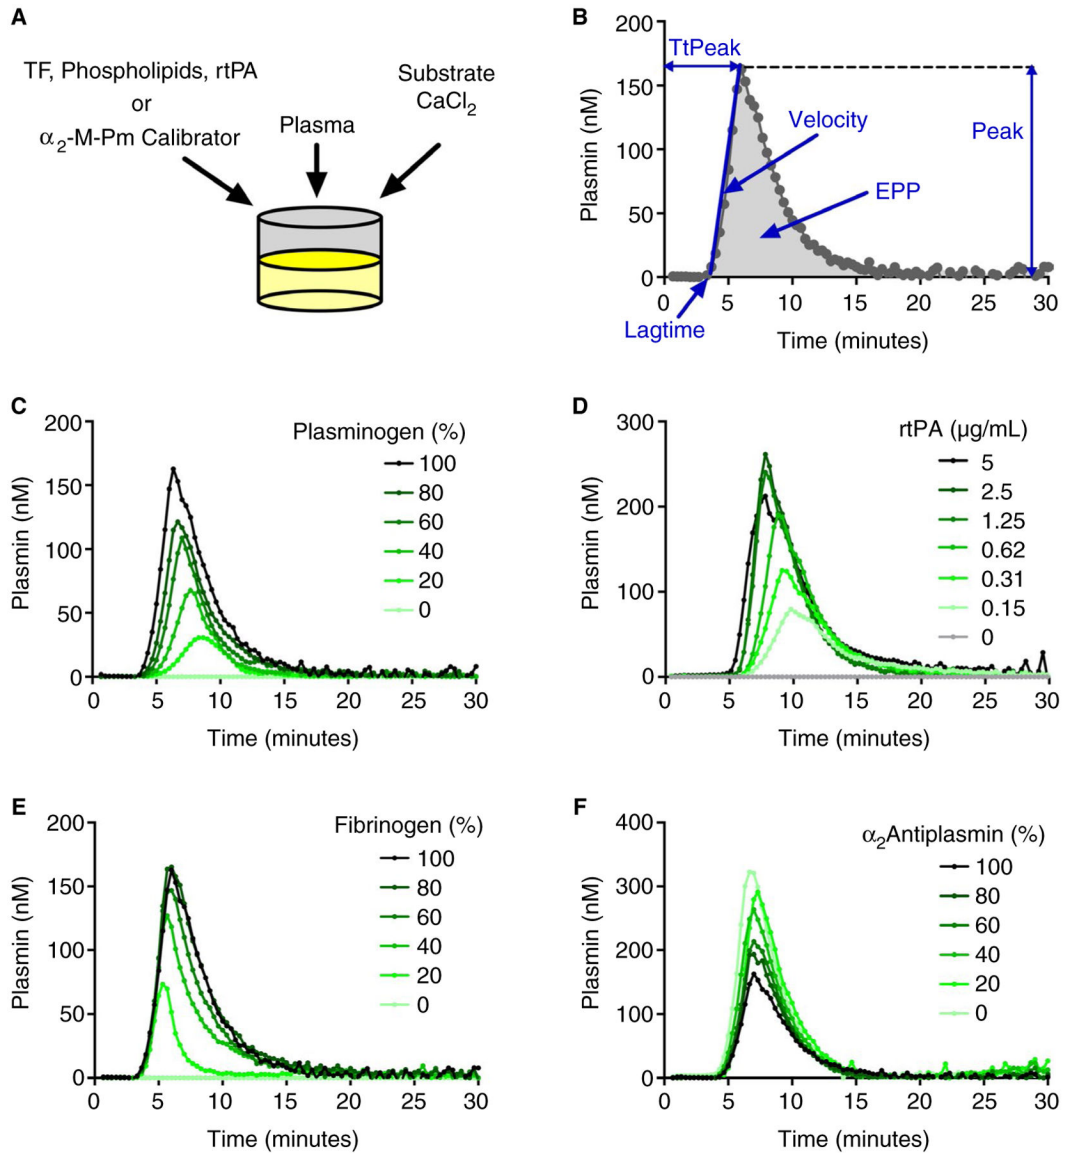 A
TF, Phospholipids, rtPA
or
α2-M-Pm Calibrator
Plasma
Substrate
CaCl2
B
200
150
100
50
0
Plasmin (nM)
TtPeak
Velocity
Peak
EPP
Lagtime
0 5 10 15 20 25 30
Time (minutes)
C
200
150
100
50
0
Plasmin (nM)
Plasminogen (%)
100
80
60
40
20
0
0 5 10 15 20 25 30
Time (minutes)
D
300
200
100
0
Plasmin (nM)
rtPA (µg/mL)
5
2.5
1.25
0.62
0.31
0.15
0
0 5 10 15 20 25 30
Time (minutes)
E
200
150
100
50
0
Plasmin (nM)
Fibrinogen (%)
100
80
60
40
20
0
0 5 10 15 20 25 30
Time (minutes)
F
400
300
200
100
0
Plasmin (nM)
α2Antiplasmin (%)
100
80
60
40
20
0
0 5 10 15 20 25 30
Time (minutes)